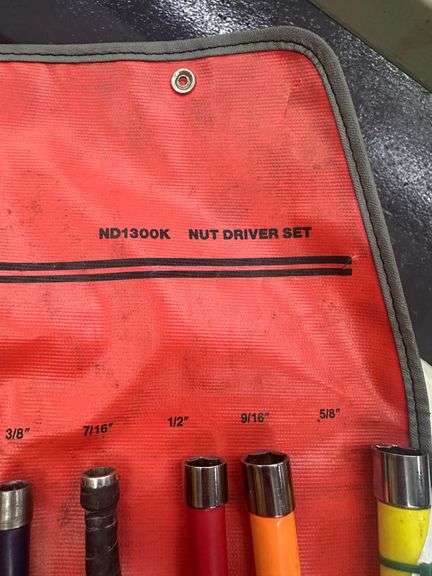 ND1300K NUT DRIVER SET
3/8" 7/16" 1/2" 9/16" 5/8"